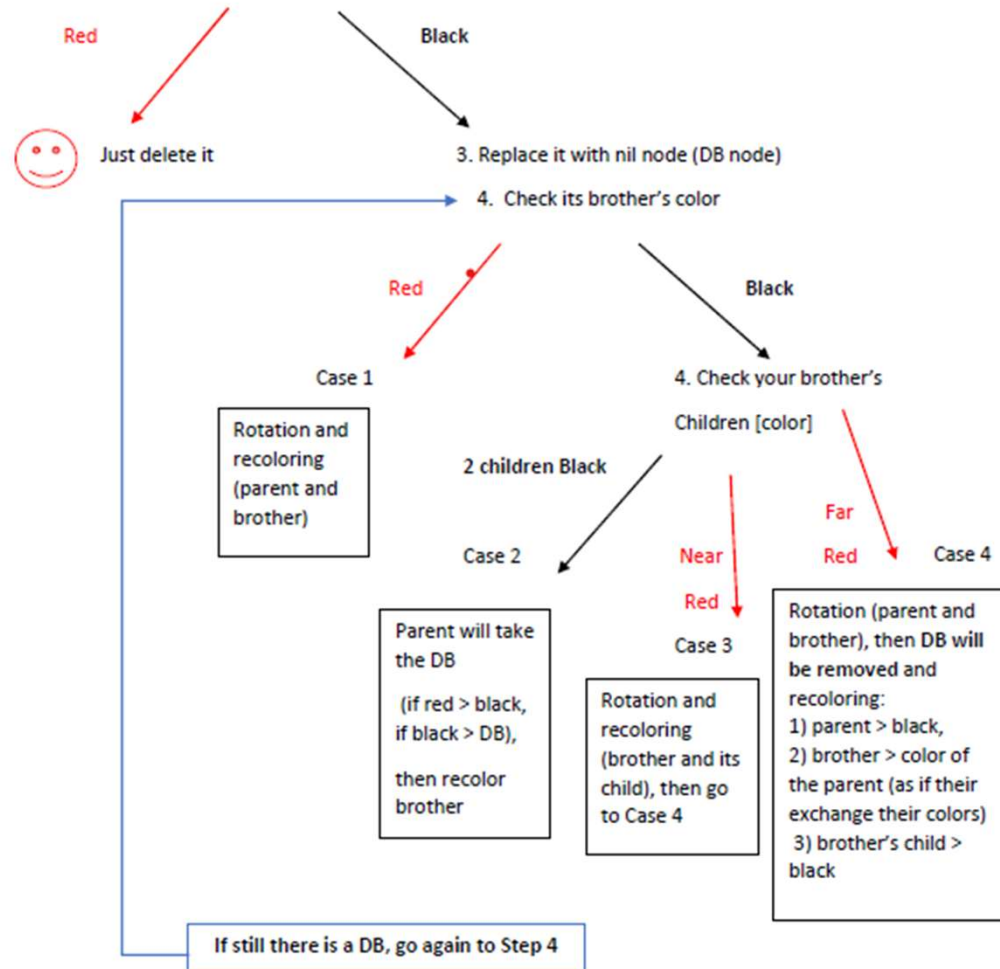 Red
Black
Just delete it
3. Replace it with nil node (DB node)
4. Check its brother's color
Red
Black
Case 1
4. Check your brother's
Children [color]
Rotation and
recoloring
(parent and
brother)
2 children Black
Far
Red
Case 2
Near
Red
Case 4
Case 3
Parent will take
the DB
(if red > black,
if black > DB),
then recolor
brother
Rotation and
recoloring
(brother and its
child), then go
to Case 4
Rotation (parent and
brother), then DB will
be removed and
recoloring:
1) parent > black,
2) brother > color of
the parent (as if their
exchange their colors)
3) brother's child >
black
If still there is a DB, go again to Step 4